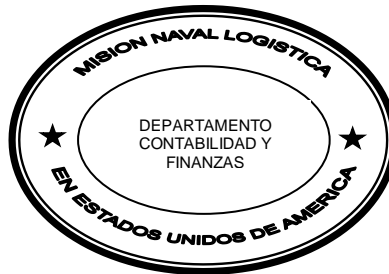 MISION NAVAL LOGISTICA
DEPARTAMENTO
CONTABILIDAD Y
FINANZAS
EN ESTADOS UNIDOS DE AMERICA